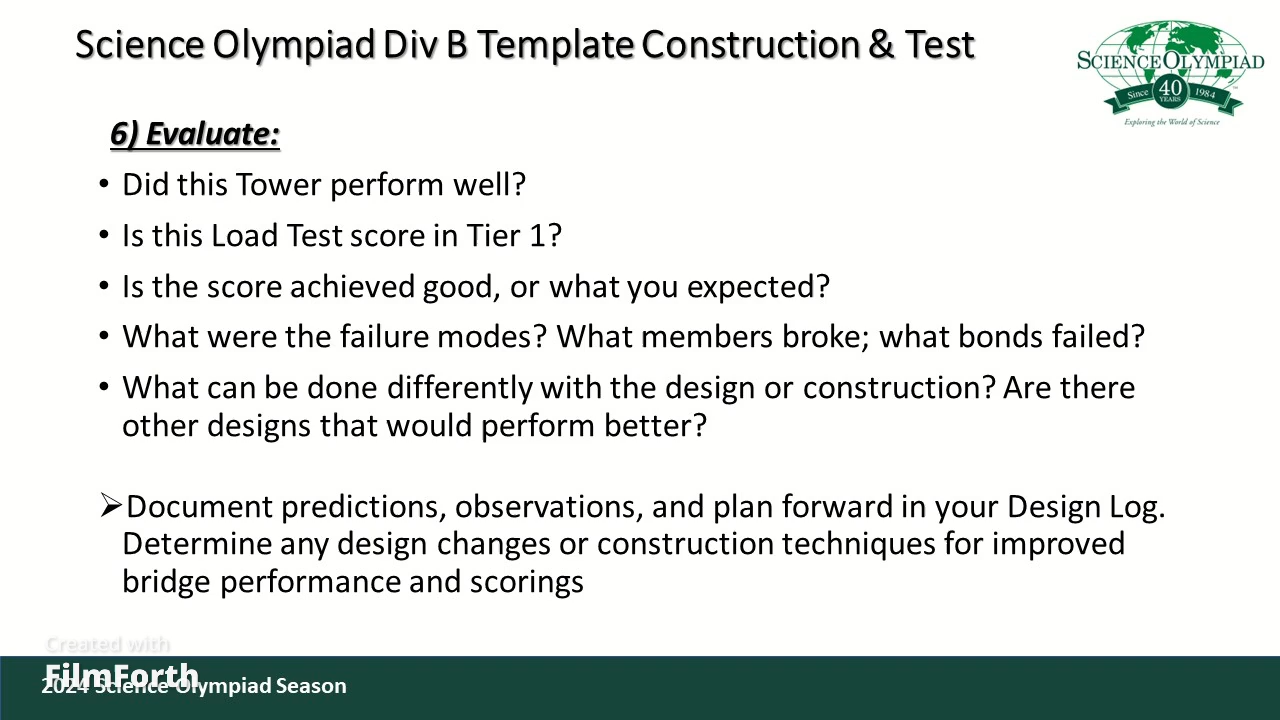 Science Olympiad Div B Template Construction & Test
SCIENCE OLYMPIAD
Since 40 YEARS 1984
Exploring the World of Science
6) Evaluate:
• Did this Tower perform well?
• Is this Load Test score in Tier 1?
• Is the score achieved good, or what you expected?
• What were the failure modes? What members broke; what bonds failed?
• What can be done differently with the design or construction? Are there
other designs that would perform better?
➢Document predictions, observations, and plan forward in your Design Log.
Determine any design changes or construction techniques for improved
bridge performance and scorings
Created with
FilmForth
2024 Science Olympiad Season